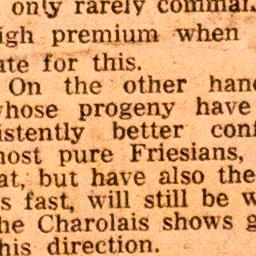 only rarely comma
igh premium when
ate for this.
On the other han
whose progeny have
istently better con
most pure Friesians,
at, but have also the
s fast, will still be w
he Charolais shows g
his direction.